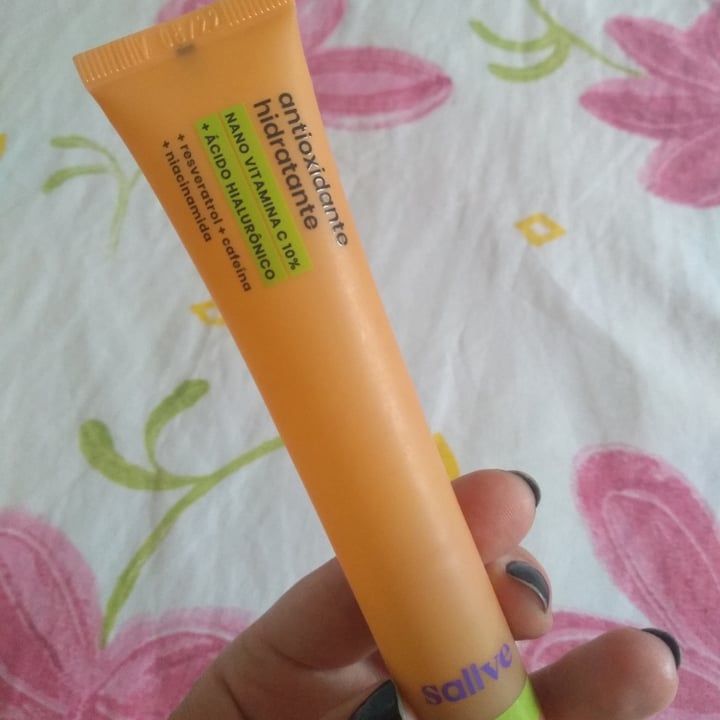 antioxidante
hidratante
NANO VITAMINA C 10%
+ ÁCIDO HIALURÔNICO
+ resveratrol + cafeína
+ niacinamida
sallve